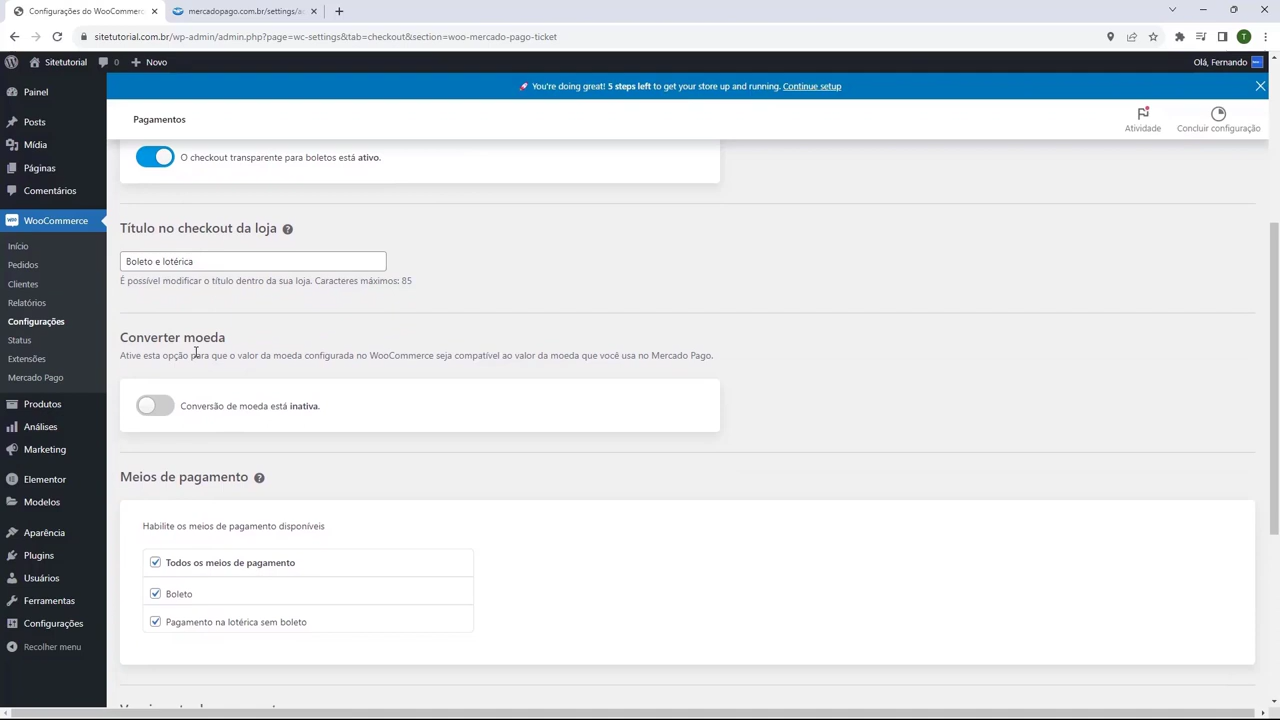 Configurações do WooCommerce
mercadopago.com.br/settings/a
sitetutorial.com.br/wp-admin/admin.php?page=wc-settings&tab=checkout&section=woo-mercado-pago-ticket
T
Sitetutorial
0
Novo
Olá, Fernando
🚀 You're doing great! 5 steps left to get your store up and running. Continue setup
Pagamentos
Atividade
Concluir configuração
Painel
Posts
Mídia
Páginas
Comentários
WooCommerce
Início
Pedidos
Clientes
Relatórios
Configurações
Status
Extensões
Mercado Pago
Produtos
Análises
Marketing
Elementor
Modelos
Aparência
Plugins
Usuários
Ferramentas
Configurações
Recolher menu
O checkout transparente para boletos está ativo.
Título no checkout da loja
Boleto e lotérica
É possível modificar o título dentro da sua loja. Caracteres máximos: 85
Converter moeda
Ative esta opção para que o valor da moeda configurada no WooCommerce seja compatível ao valor da moeda que você usa no Mercado Pago.
Conversão de moeda está inativa.
Meios de pagamento
Habilite os meios de pagamento disponíveis
Todos os meios de pagamento
Boleto
Pagamento na lotérica sem boleto